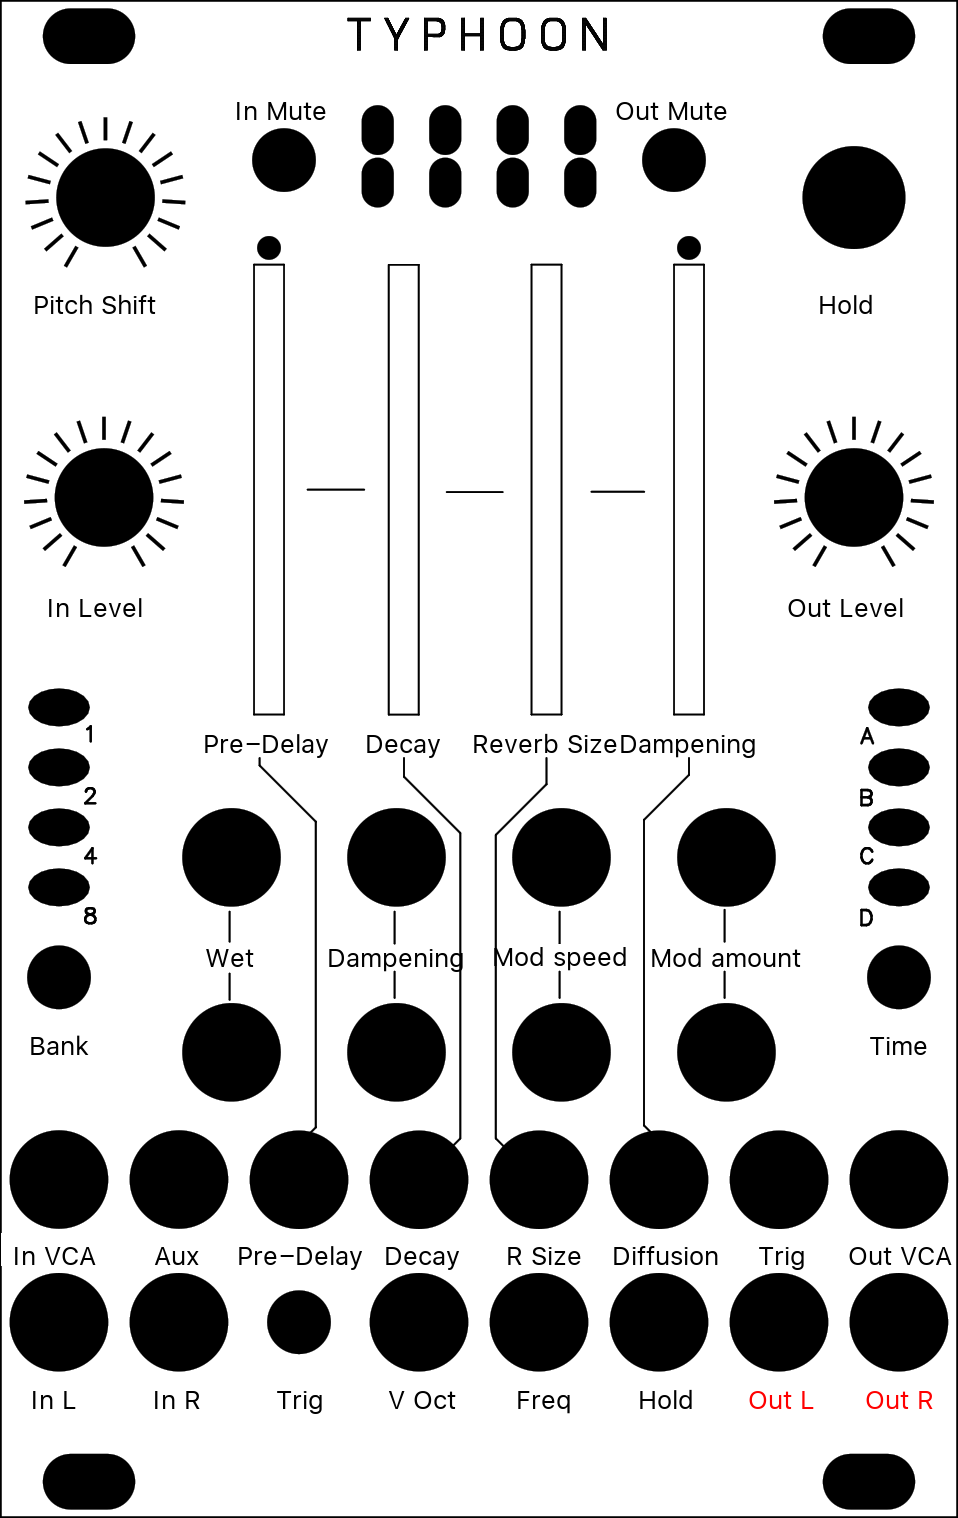 TYPHOON
In Mute
Out Mute
Pitch Shift
Hold
In Level
Out Level
1
2
4
8
A
B
C
D
Pre-Delay
Decay
Reverb Size
Dampening
Wet
Dampening
Mod speed
Mod amount
Bank
Time
In VCA
Aux
Pre-Delay
Decay
R Size
Diffusion
Trig
Out VCA
In L
In R
Trig
V Oct
Freq
Hold
Out L
Out R